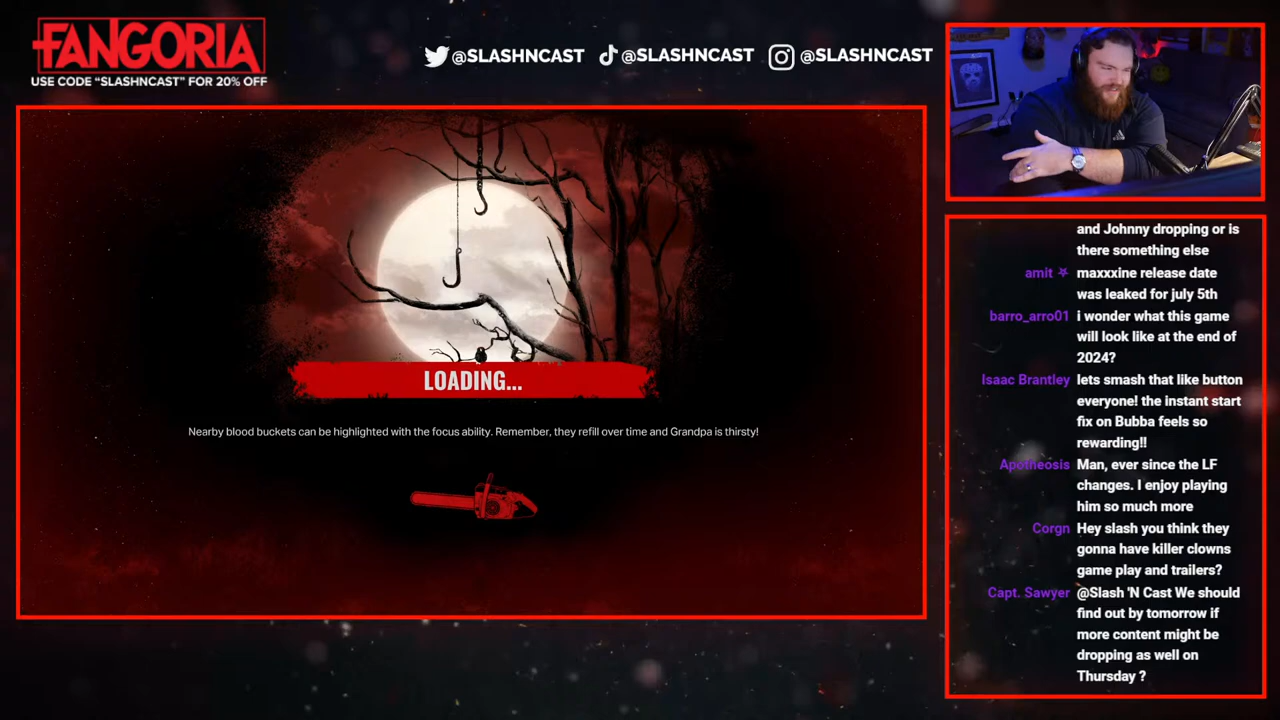 FANGORIA
USE CODE “SLASHNCAST” FOR 20% OFF
@SLASHNCAST @SLASHNCAST @SLASHNCAST
LOADING...
Nearby blood buckets can be highlighted with the focus ability. Remember, they refill over time and Grandpa is thirsty!
and Johnny dropping or is
there something else
amit maxxxine release date
was leaked for july 5th
barro_arro01 i wonder what this game
will look like at the end of
2024?
Isaac Brantley lets smash that like button
everyone! the instant start
fix on Bubba feels so
rewarding!!
Apotheosis Man, ever since the LF
changes. I enjoy playing
him so much more
Corgn Hey slash you think they
gonna have killer clowns
game play and trailers?
Capt. Sawyer @Slash 'N Cast We should
find out by tomorrow if
more content might be
dropping as well on
Thursday ?